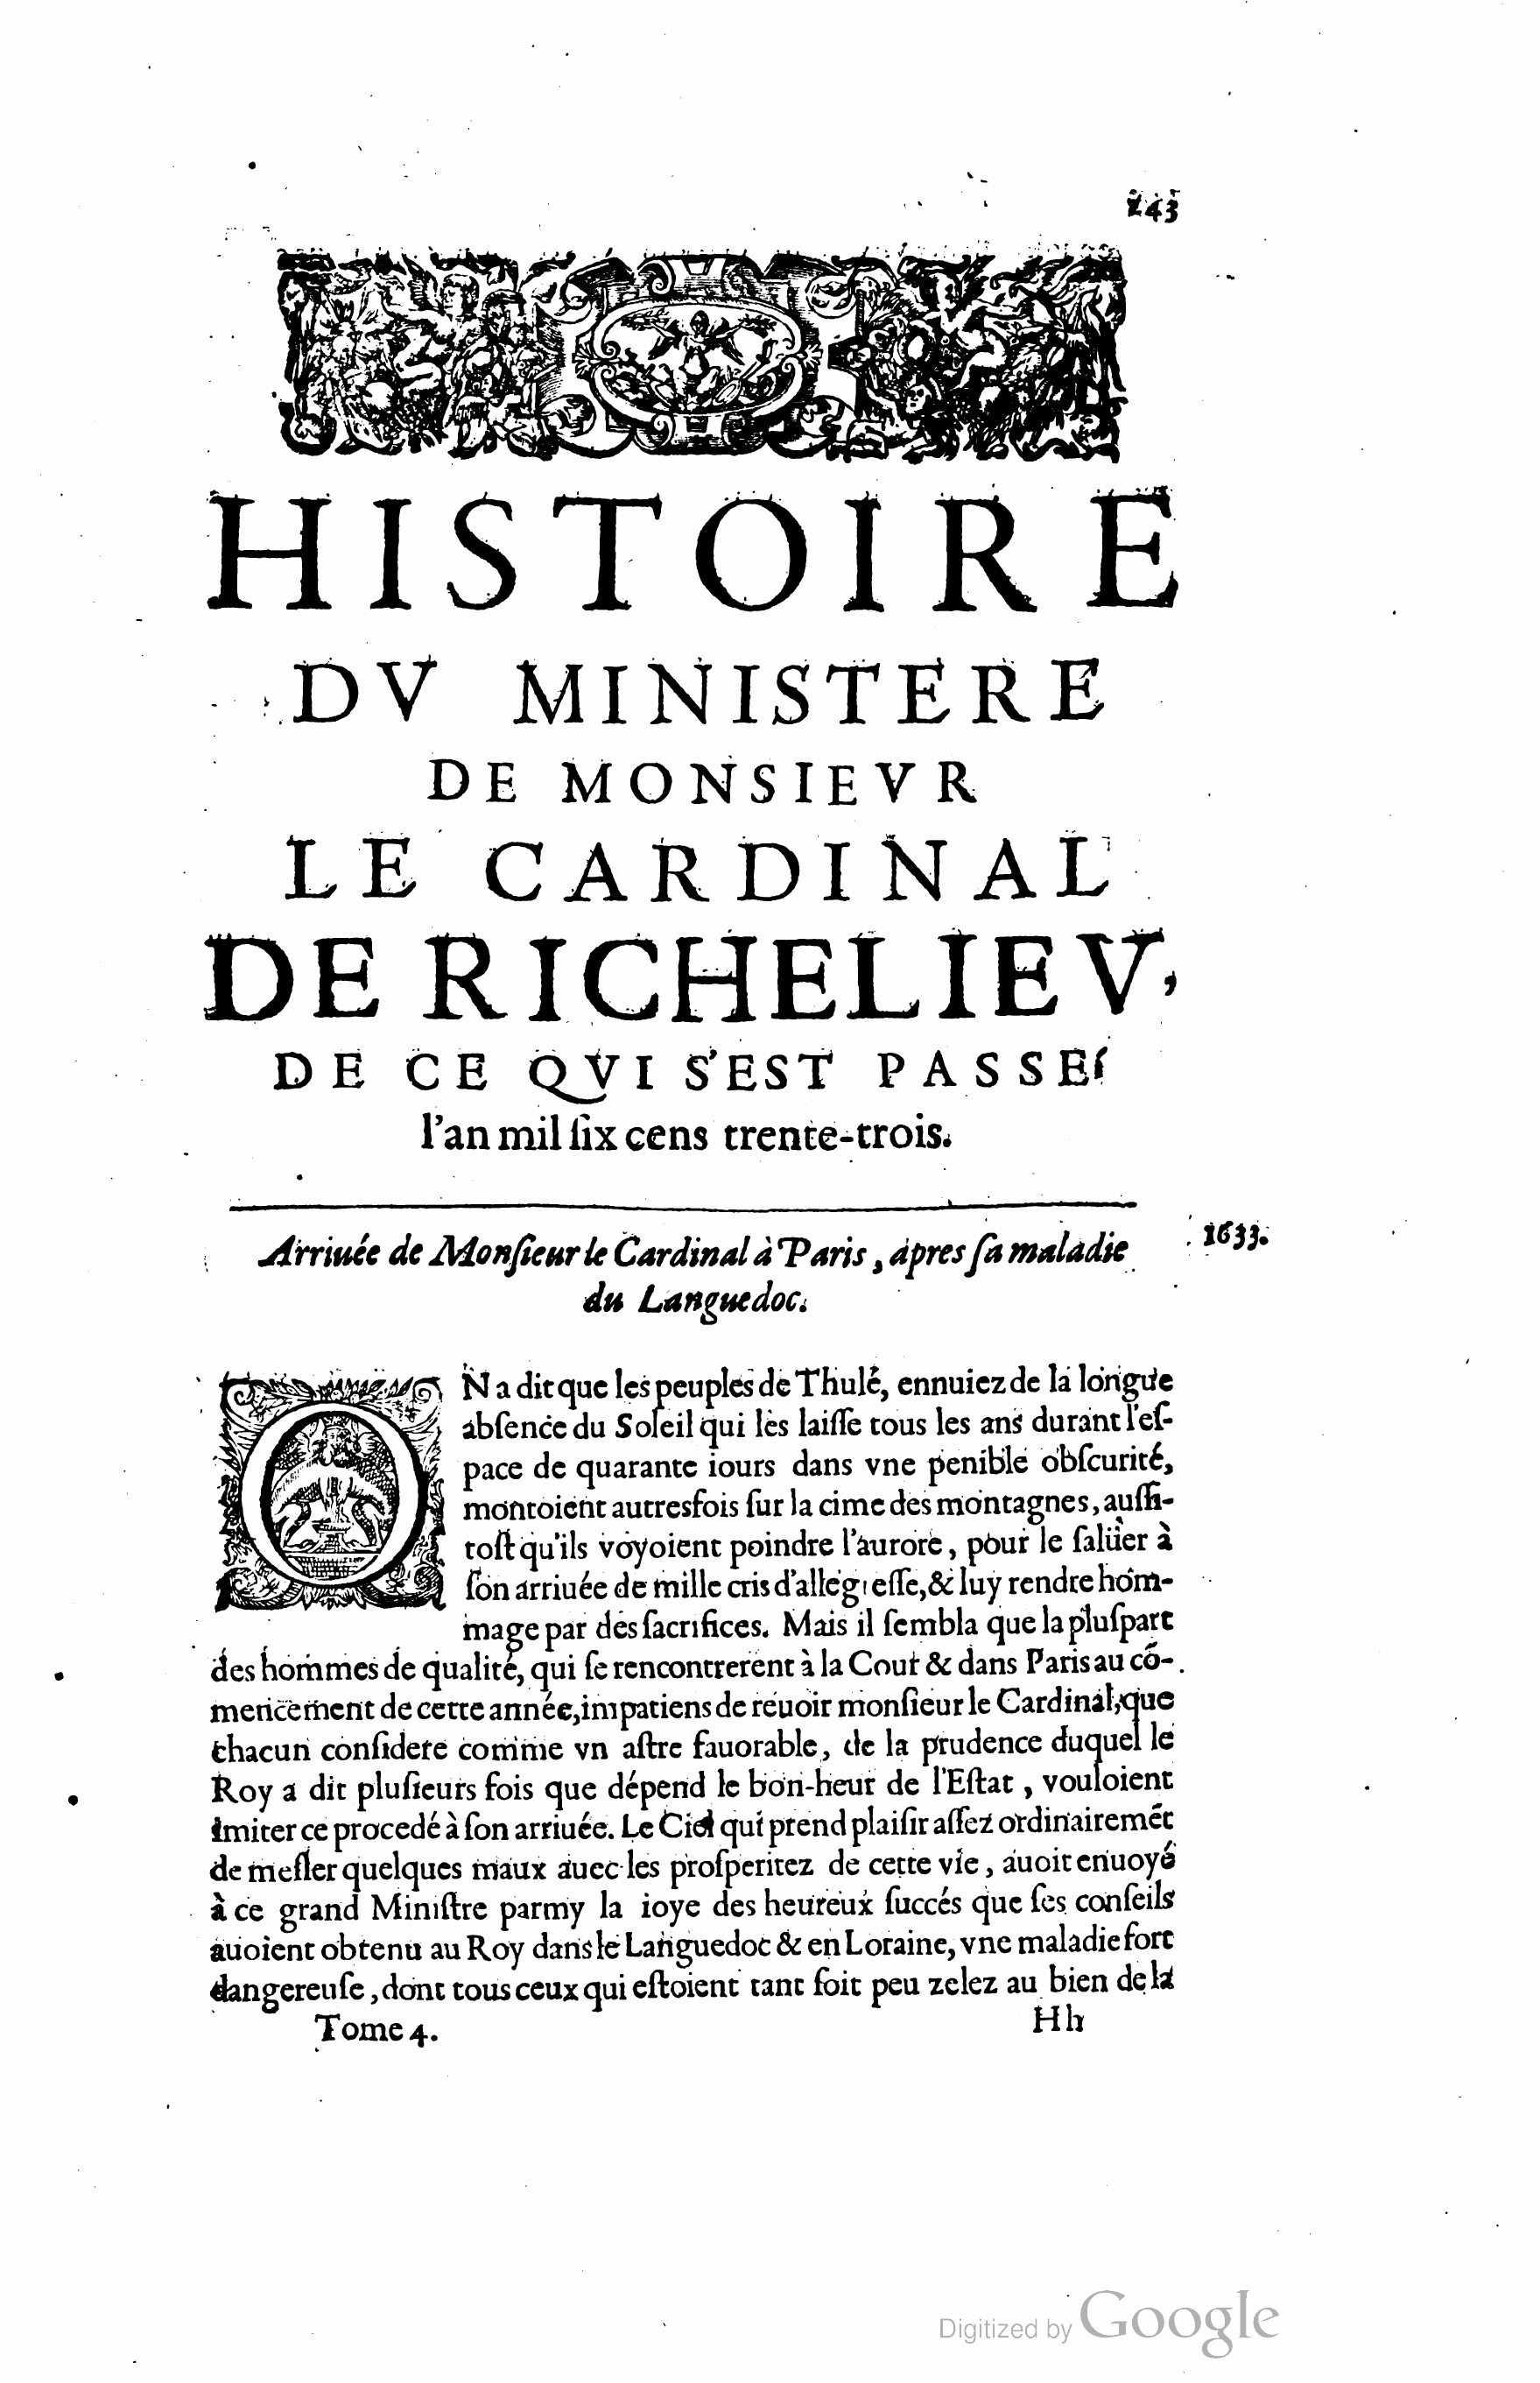 243
HISTOIRE
DV MINISTERE
DE MONSIEVR
LE CARDINAL
DE RICHELIEV,
DE CE QVI S'EST PASSE'
l'an mil ſix cens trente-trois.
1633.
Arriuée de Monſieur le Cardinal à Paris, apres ſa maladie
du Languedoc.
ON a dit que les peuples de Thulé, ennuiez de la longue
abſence du Soleil qui les laiſſe tous les ans durant l'eſ-
pace de quarante iours dans vne penible obſcurité,
montoient autresfois ſur la cime des montagnes, auſſi-
toſt qu'ils voyoient poindre l'aurore, pour le ſalüer à
ſon arriuée de mille cris d'allegreſſe, & luy rendre hom-
mage par des ſacrifices. Mais il ſembla que la pluſpart
des hommes de qualité, qui ſe rencontrerent à la Cour & dans Paris au cõ-
mencement de cette année, impatiens de reuoir monſieur le Cardinal, que
chacun conſidere comme vn aſtre fauorable, de la prudence duquel le
Roy a dit pluſieurs fois que dépend le bon-heur de l'Eſtat, vouloient
imiter ce procedé à ſon arriuée. Le Ciel qui prend plaiſir aſſez ordinairemẽt
de meſler quelques maux auec les proſperitez de cette vie, auoit enuoyé
à ce grand Miniſtre parmy la ioye des heureux ſuccés que ſes conſeils
auoient obtenu au Roy dans le Languedoc & en Loraine, vne maladie fort
dangereuſe, dont tous ceux qui eſtoient tant ſoit peu zelez au bien de la
Tome 4. Hh
Digitized by Google